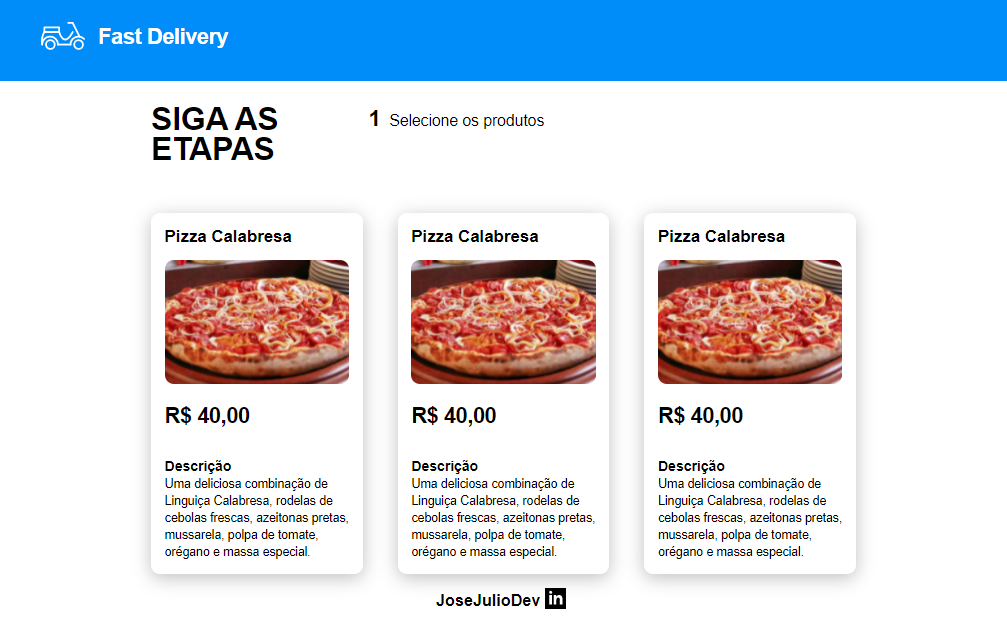 Fast Delivery
SIGA AS
ETAPAS
1 Selecione os produtos
Pizza Calabresa
R$ 40,00
Descrição
Uma deliciosa combinação de
Linguiça Calabresa, rodelas de
cebolas frescas, azeitonas pretas,
mussarela, polpa de tomate,
orégano e massa especial.
Pizza Calabresa
R$ 40,00
Descrição
Uma deliciosa combinação de
Linguiça Calabresa, rodelas de
cebolas frescas, azeitonas pretas,
mussarela, polpa de tomate,
orégano e massa especial.
Pizza Calabresa
R$ 40,00
Descrição
Uma deliciosa combinação de
Linguiça Calabresa, rodelas de
cebolas frescas, azeitonas pretas,
mussarela, polpa de tomate,
orégano e massa especial.
JoseJulioDev in